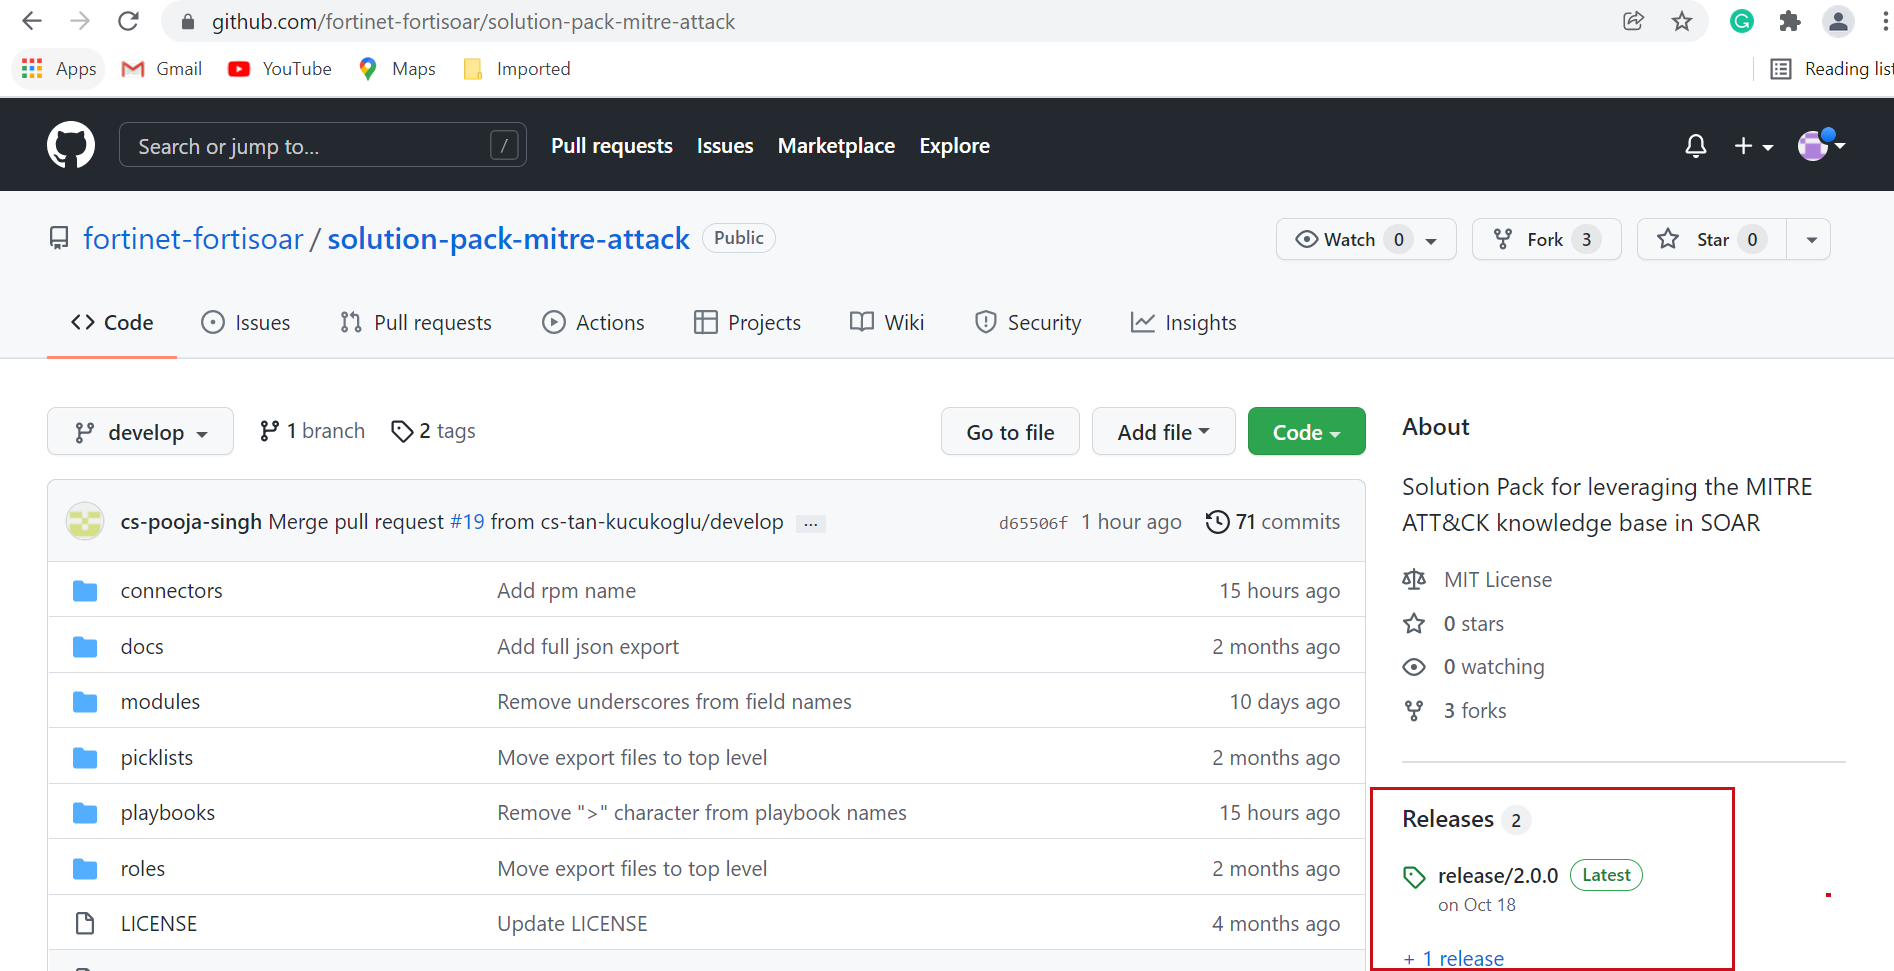 github.com/fortinet-fortisoar/solution-pack-mitre-attack
Apps Gmail YouTube Maps Imported Reading list
Search or jump to... / Pull requests Issues Marketplace Explore
fortinet-fortisoar / solution-pack-mitre-attack Public Watch 0 Fork 3 Star 0
Code Issues Pull requests Actions Projects Wiki Security Insights
develop 1 branch 2 tags Go to file Add file Code
cs-pooja-singh Merge pull request #19 from cs-tan-kucukoglu/develop ... d65506f 1 hour ago 71 commits
connectors Add rpm name 15 hours ago
docs Add full json export 2 months ago
modules Remove underscores from field names 10 days ago
picklists Move export files to top level 2 months ago
playbooks Remove ">" character from playbook names 15 hours ago
roles Move export files to top level 2 months ago
LICENSE Update LICENSE 4 months ago
About
Solution Pack for leveraging the MITRE
ATT&CK knowledge base in SOAR
MIT License
0 stars
0 watching
3 forks
Releases 2
release/2.0.0 Latest
on Oct 18
+ 1 release